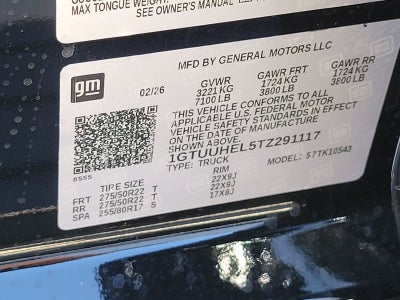 MAX TONGUE WEIGHT:
SEE OWNER'S MANUAL
gm
MFD BY GENERAL MOTORS LLC
02/26 GVWR GAWR FRT GAWR RR
3221 KG 1724 KG 1724 KG
7100 LB 3800 LB 3800 LB
THIS VEHICLE CONFORMS TO ALL
APPLICABLE U.S. FEDERAL MOTOR
VEHICLE SAFETY STANDARDS IN EFFECT
ON THE DATE OF MANUFACTURE
SHOWN ABOVE.
1GTUUHEL5TZ291117
TYPE: TRUCK MODEL: 57TK10543
8555
TIRE SIZE RIM
FRT 275/50R22 T 22X9J
RR 275/50R22 T 22X9J
SPA 255/80R17 S 17X8J